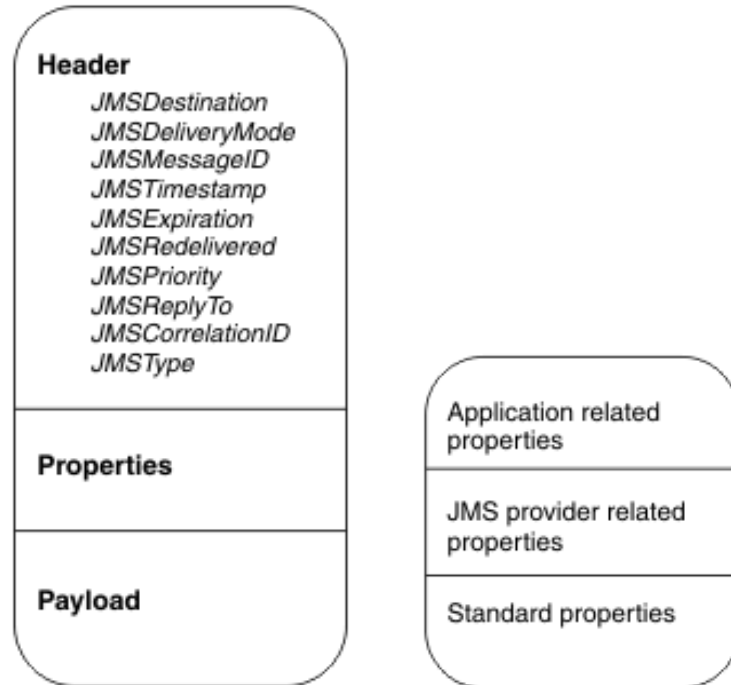 Header
JMSDestination
JMSDeliveryMode
JMSMessageID
JMSTimestamp
JMSExpiration
JMSRedelivered
JMSPriority
JMSReplyTo
JMSCorrelationID
JMSType
Properties
Payload
Application related
properties
JMS provider related
properties
Standard properties